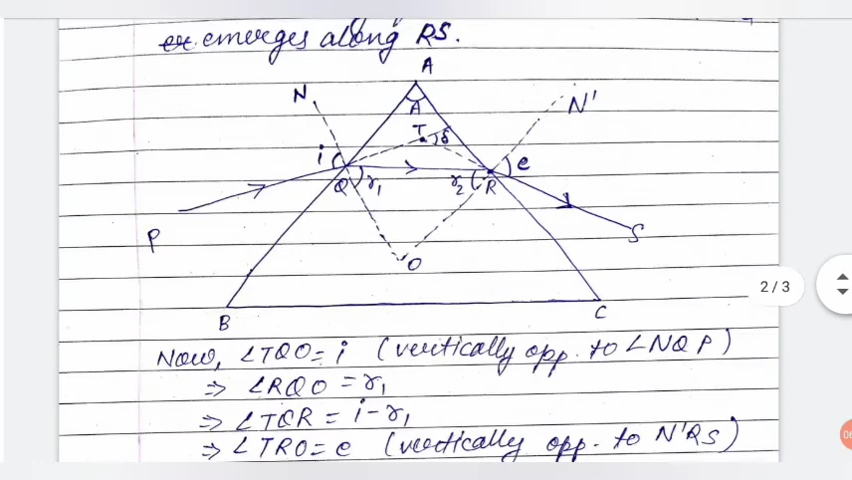 emerges along RS.
A
N
A
N'
T
δ
i
e
Q
r₁
r₂
R
P
S
O
B
C
2 / 3
Now, ∠TQO = i (vertically opp. to ∠NQP)
⇒ ∠RQO = r₁
⇒ ∠TQR = i - r₁
⇒ ∠TRO = e (vertically opp. to N'RS)